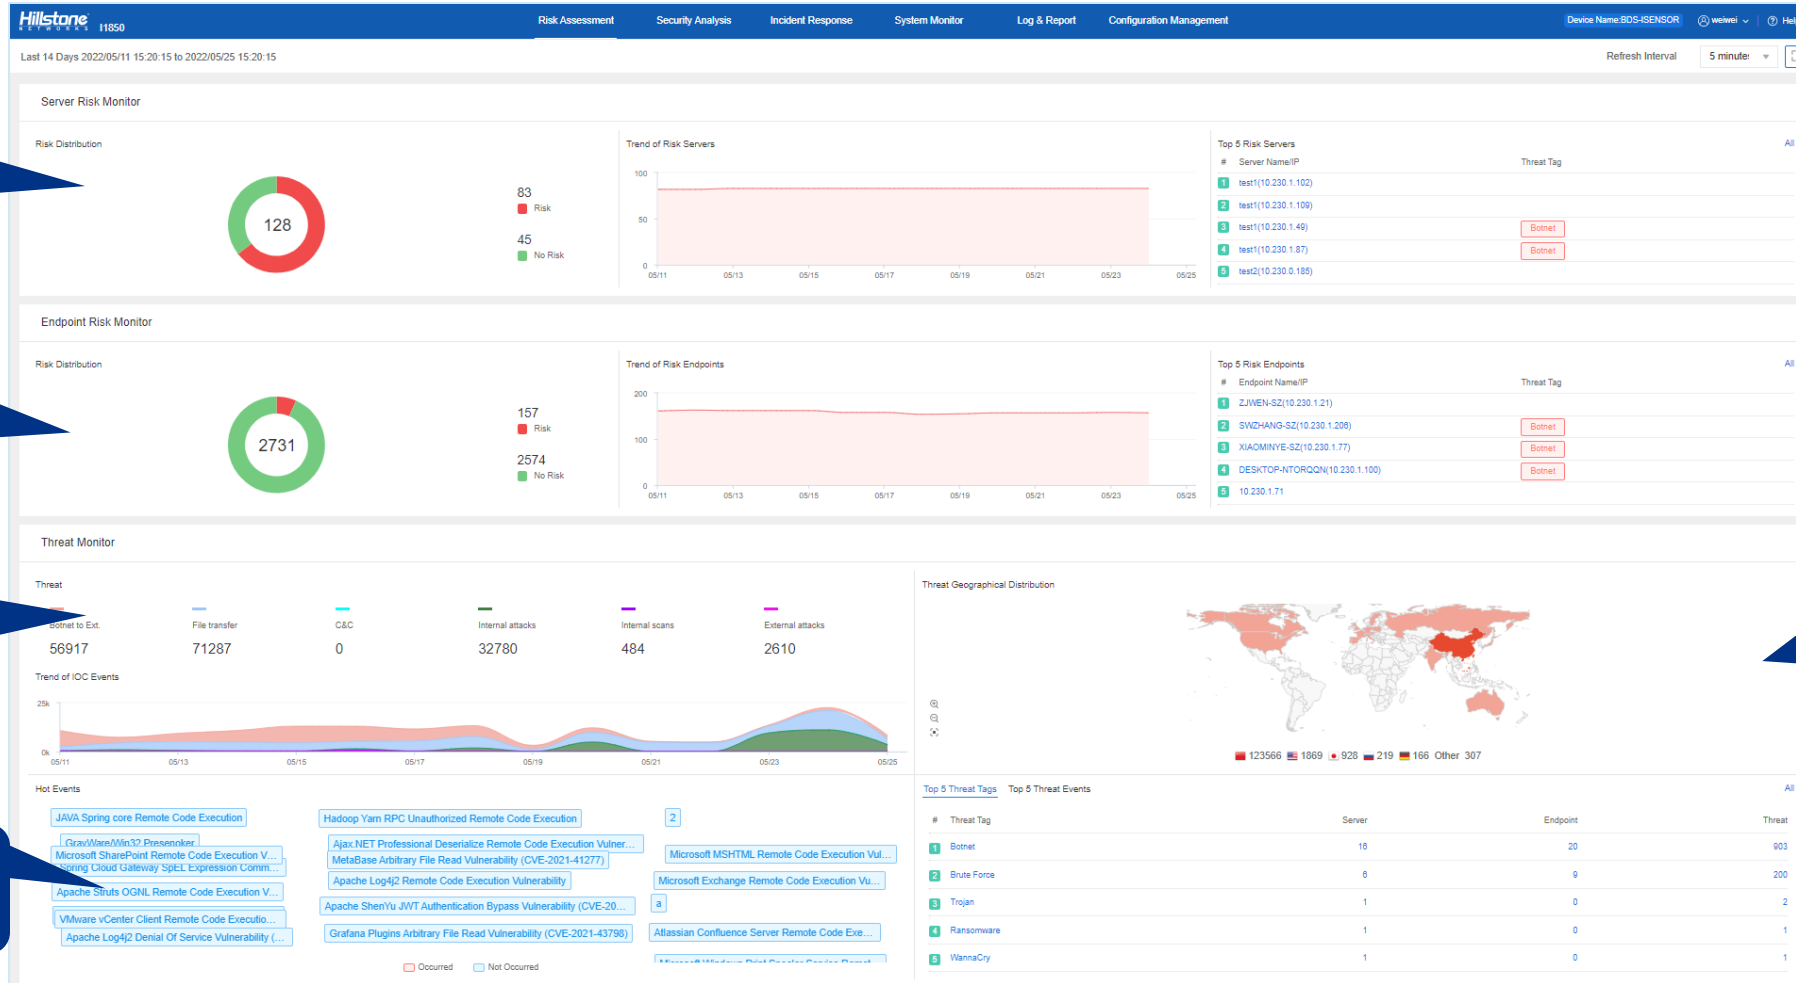 Hillstone
NETWORKS I1850
Risk Assessment Security Analysis Incident Response System Monitor Log & Report Configuration Management
Device Name:BDS-ISENSOR weiwei Hel
Last 14 Days 2022/05/11 15:20:15 to 2022/05/25 15:20:15
Refresh Interval 5 minute
Server Risk Monitor
Risk Distribution
128
83
Risk
45
No Risk
Trend of Risk Servers
100
50
0
05/11 05/13 05/15 05/17 05/19 05/21 05/23 05/25
Top 5 Risk Servers All
# Server Name/IP Threat Tag
1 test1(10.230.1.102)
2 test1(10.230.1.109)
3 test1(10.230.1.49) Botnet
4 test1(10.230.1.87) Botnet
5 test2(10.230.0.185)
Endpoint Risk Monitor
Risk Distribution
2731
157
Risk
2574
No Risk
Trend of Risk Endpoints
200
100
0
05/11 05/13 05/15 05/17 05/19 05/21 05/23 05/25
Top 5 Risk Endpoints All
# Endpoint Name/IP Threat Tag
1 ZJWEN-SZ(10.230.1.21)
2 SWZHANG-SZ(10.230.1.206) Botnet
3 XIAOMINYE-SZ(10.230.1.77) Botnet
4 DESKTOP-NTORQQN(10.230.1.100) Botnet
5 10.230.1.71
Threat Monitor
Threat
Botnet to Ext. File transfer C&C Internal attacks Internal scans External attacks
56917 71287 0 32780 484 2610
Trend of IOC Events
25k
0k
05/11 05/13 05/15 05/17 05/19 05/21 05/23 05/25
Threat Geographical Distribution
123566 1869 928 219 166 Other 307
Hot Events
JAVA Spring core Remote Code Execution
GrayWare/Win32.Presenoker
Microsoft SharePoint Remote Code Execution V...
Spring Cloud Gateway SpEL Expression Comm...
Apache Struts OGNL Remote Code Execution V...
VMware vCenter Client Remote Code Executio...
Apache Log4j2 Denial Of Service Vulnerability (...
Hadoop Yarn RPC Unauthorized Remote Code Execution
Ajax.NET Professional Deserialize Remote Code Execution Vulner...
MetaBase Arbitrary File Read Vulnerability (CVE-2021-41277)
Apache Log4j2 Remote Code Execution Vulnerability
Apache ShenYu JWT Authentication Bypass Vulnerability (CVE-20...
Grafana Plugins Arbitrary File Read Vulnerability (CVE-2021-43798)
2
Microsoft MSHTML Remote Code Execution Vul...
Microsoft Exchange Remote Code Execution Vu...
a
Atlassian Confluence Server Remote Code Exe...
Microsoft Windows Print Spooler Service Remot...
Occurred Not Occurred
Top 5 Threat Tags Top 5 Threat Events All
# Threat Tag Server Endpoint Threat
1 Botnet 16 20 903
2 Brute Force 6 9 200
3 Trojan 1 0 2
4 Ransomware 1 0 1
5 WannaCry 1 0 1